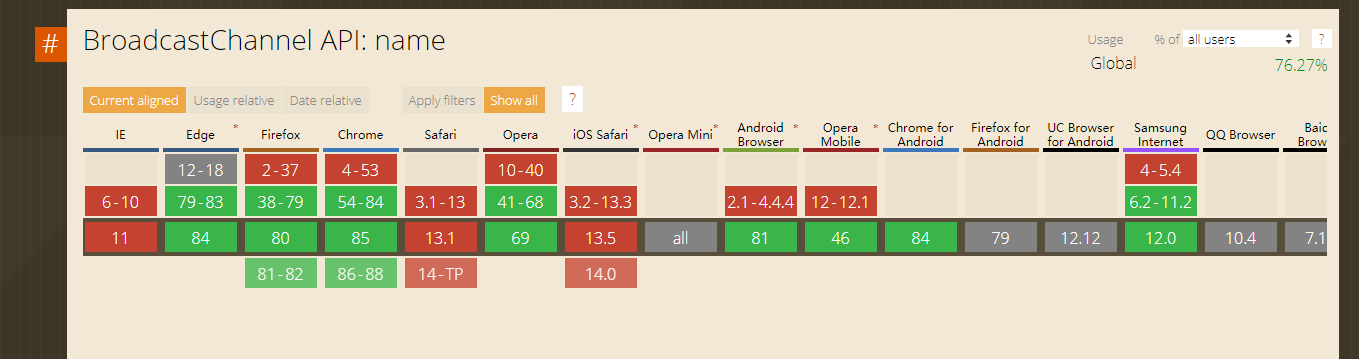 # BroadcastChannel API: name
Usage % of all users ?
Global 76.27%
Current aligned Usage relative Date relative Apply filters Show all ?
IE Edge * Firefox Chrome Safari Opera iOS Safari * Opera Mini * Android Browser * Opera Mobile * Chrome for Android Firefox for Android UC Browser for Android Samsung Internet QQ Browser Baid Brow
12-18 2-37 4-53 10-40 4-5.4
6-10 79-83 38-79 54-84 3.1-13 41-68 3.2-13.3 2.1-4.4.4 12-12.1 6.2-11.2
11 84 80 85 13.1 69 13.5 all 81 46 84 79 12.12 12.0 10.4 7.1
81-82 86-88 14-TP 14.0